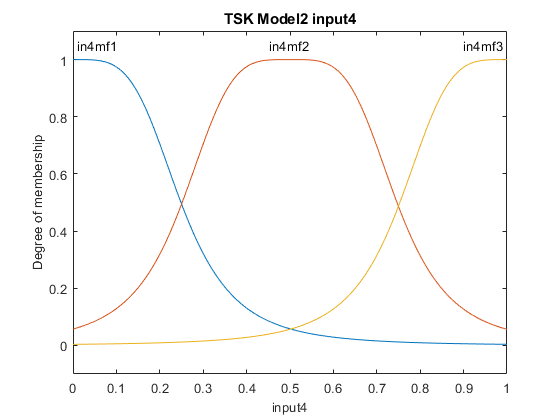 TSK Model2 input4
in4mf1 in4mf2 in4mf3
1
0.8
0.6
0.4
0.2
0
Degree of membership
0 0.1 0.2 0.3 0.4 0.5 0.6 0.7 0.8 0.9 1
input4